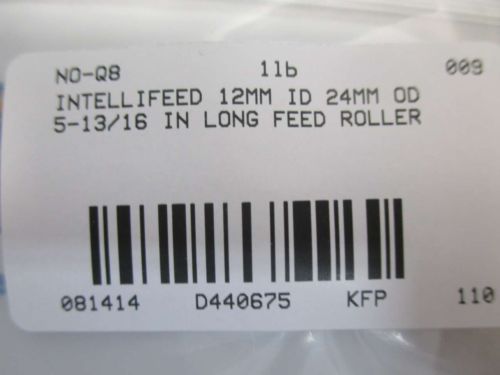 NO-Q8 1lb 009
INTELLIFEED 12MM ID 24MM OD
5-13/16 IN LONG FEED ROLLER
081414 D440675 KFP 110